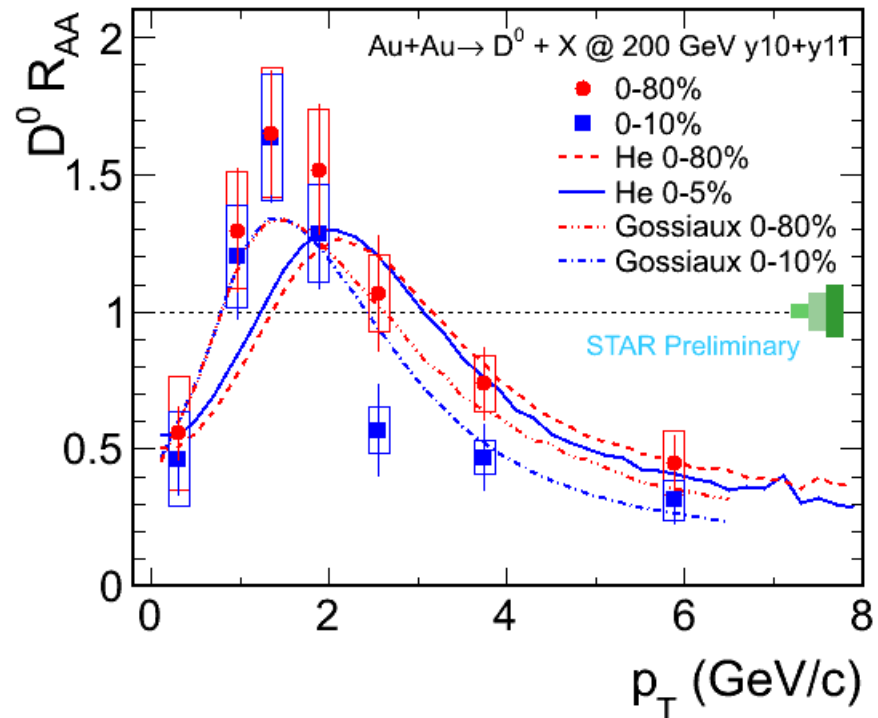 Au+Au→ D⁰ + X @ 200 GeV y10+y11
0-80%
0-10%
He 0-80%
He 0-5%
Gossiaux 0-80%
Gossiaux 0-10%
STAR Preliminary
D⁰ R_AA
2
1.5
1
0.5
0
0 2 4 6 8
p_T (GeV/c)